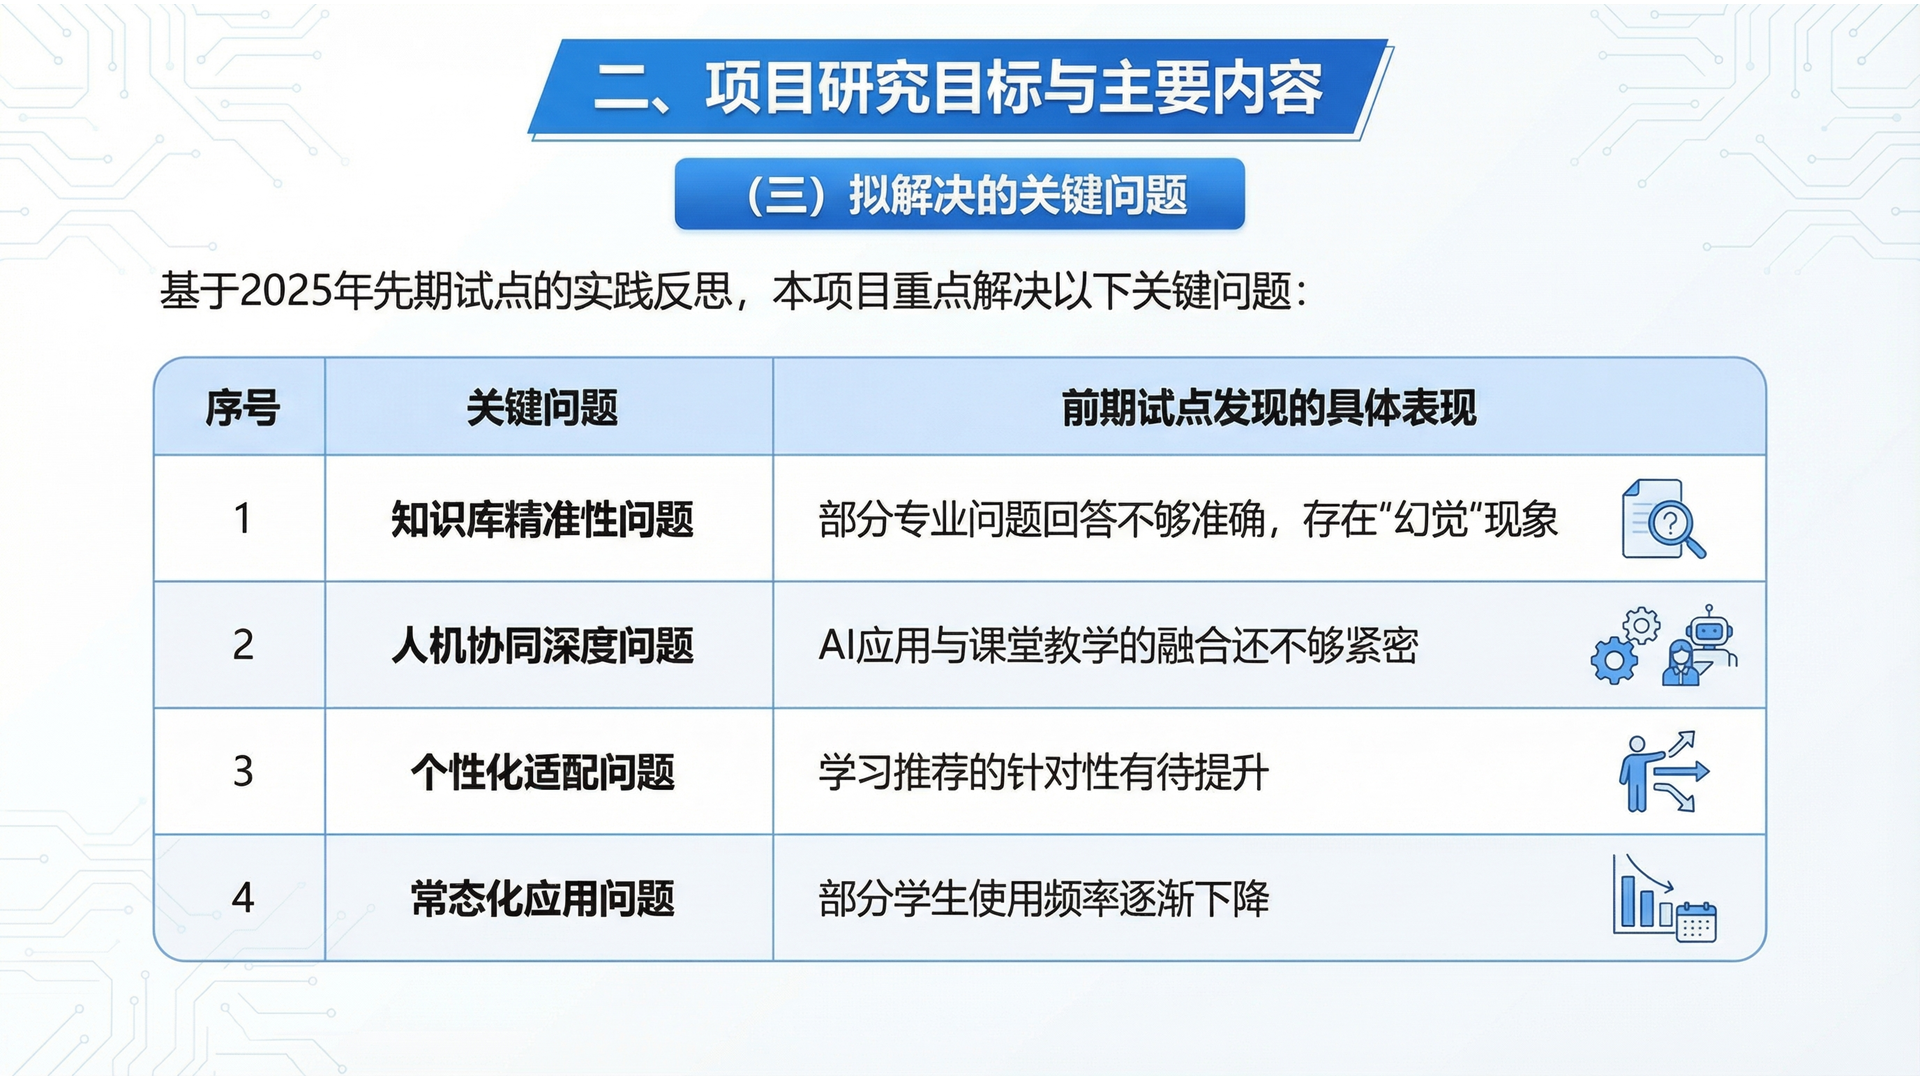 二、项目研究目标与主要内容
（三）拟解决的关键问题
基于2025年先期试点的实践反思，本项目重点解决以下关键问题：
序号 关键问题 前期试点发现的具体表现
1 知识库精准性问题 部分专业问题回答不够准确，存在“幻觉”现象
2 人机协同深度问题 AI应用与课堂教学的融合还不够紧密
3 个性化适配问题 学习推荐的针对性有待提升
4 常态化应用问题 部分学生使用频率逐渐下降